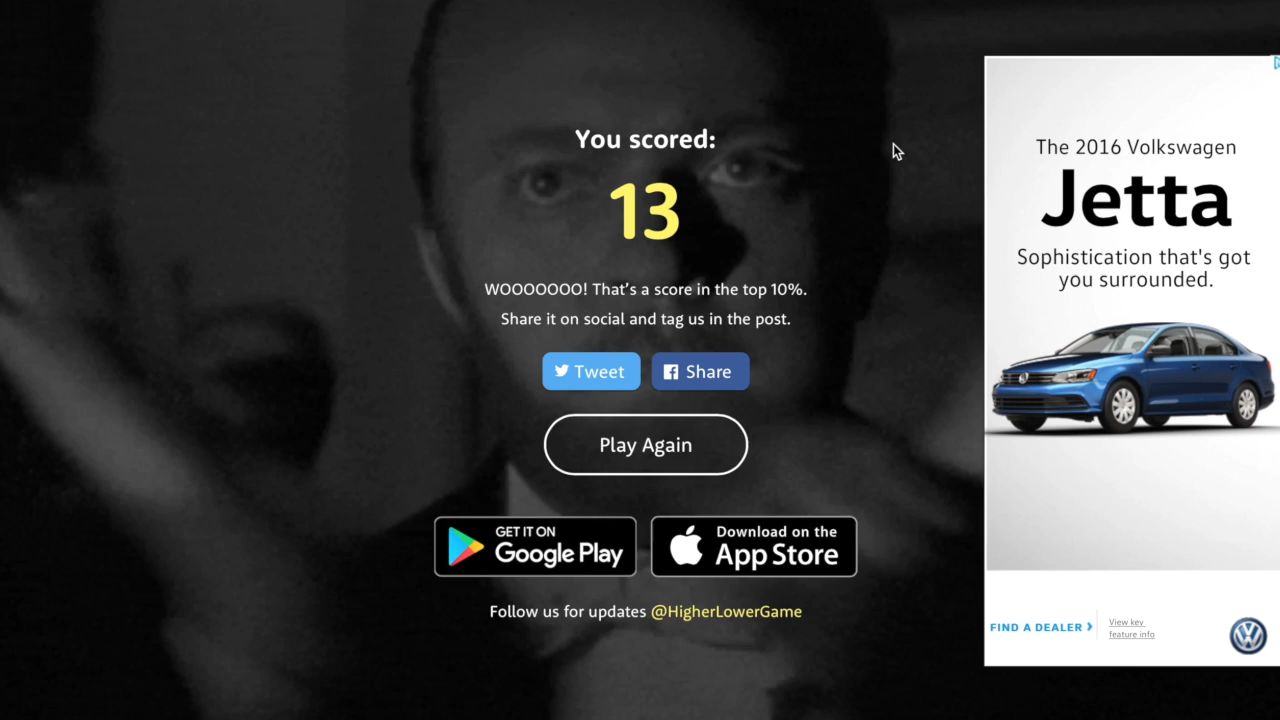 You scored:
13
WOOOOOOO! That's a score in the top 10%.
Share it on social and tag us in the post.
Tweet
Share
Play Again
GET IT ON
Google Play
Download on the
App Store
Follow us for updates @HigherLowerGame
The 2016 Volkswagen
Jetta
Sophistication that's got
you surrounded.
FIND A DEALER
View key
feature info